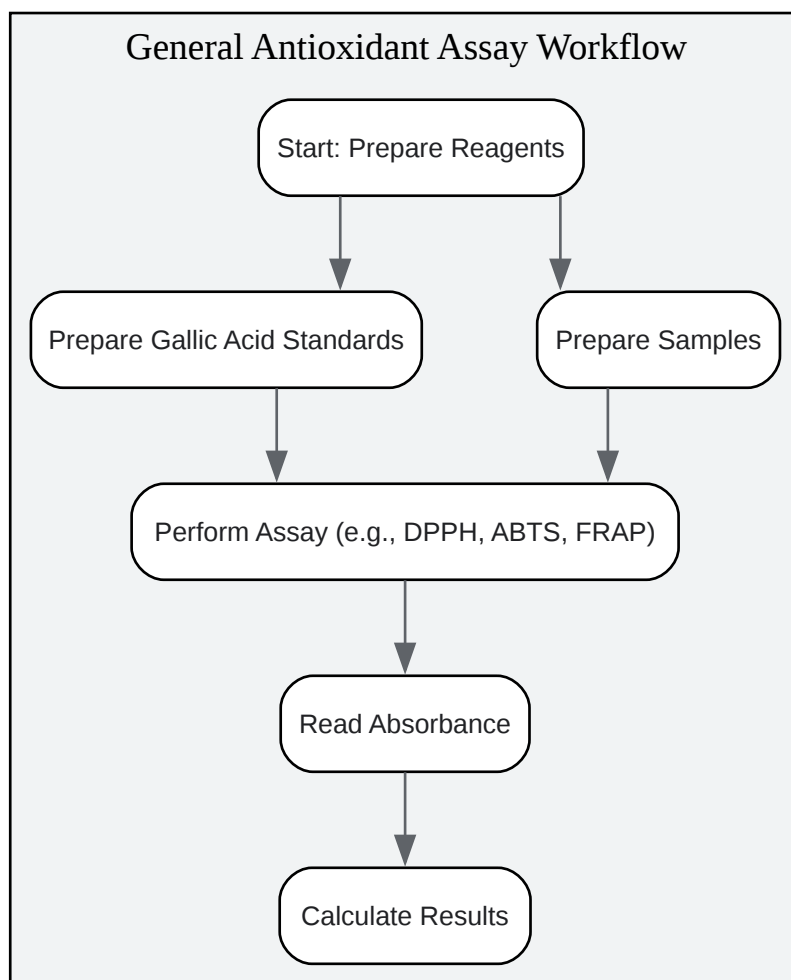 General Antioxidant Assay Workflow
Start: Prepare Reagents
Prepare Gallic Acid Standards
Prepare Samples
Perform Assay (e.g., DPPH, ABTS, FRAP)
Read Absorbance
Calculate Results